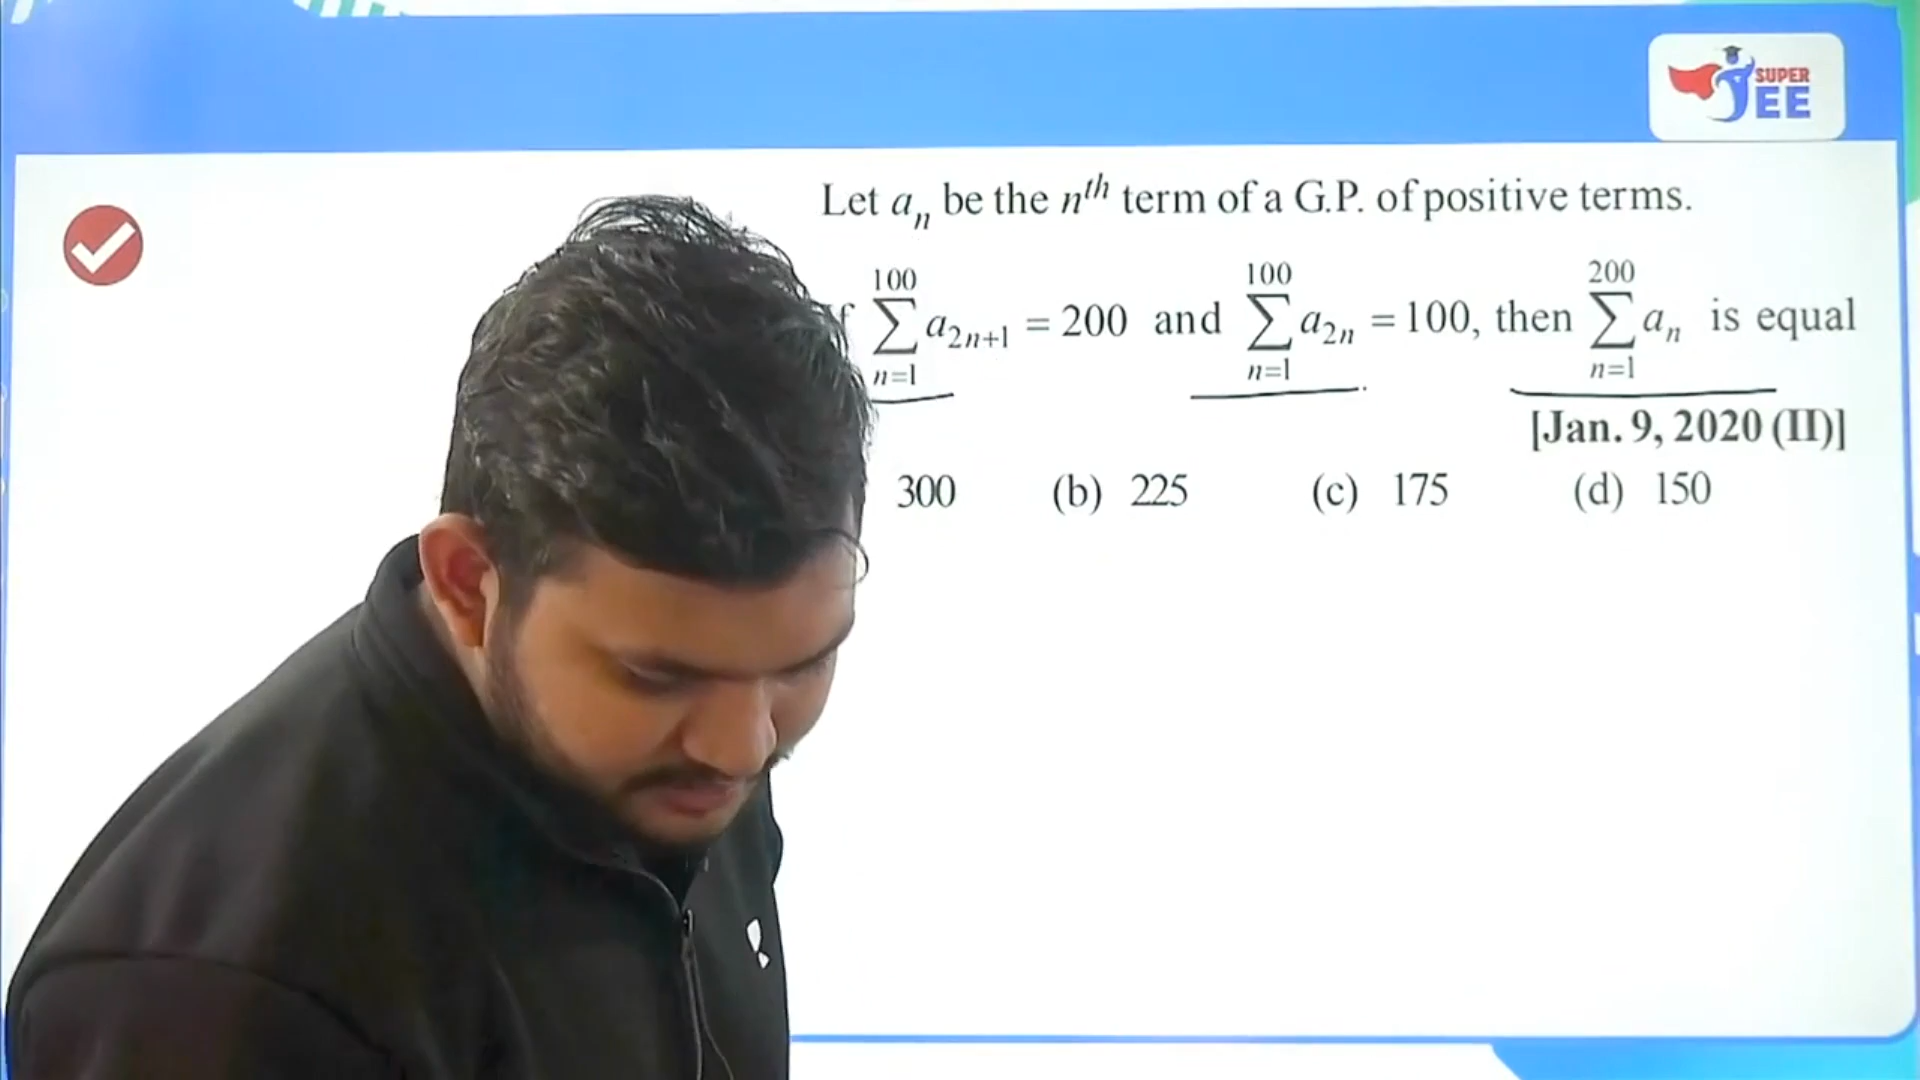 SUPER
JEE
Let aₙ be the nᵗʰ term of a G.P. of positive terms.
∑_{n=1}^{100} a_{2n+1} = 200 and ∑_{n=1}^{100} a_{2n} = 100, then ∑_{n=1}^{200} aₙ is equal
[Jan. 9, 2020 (II)]
300 (b) 225 (c) 175 (d) 150